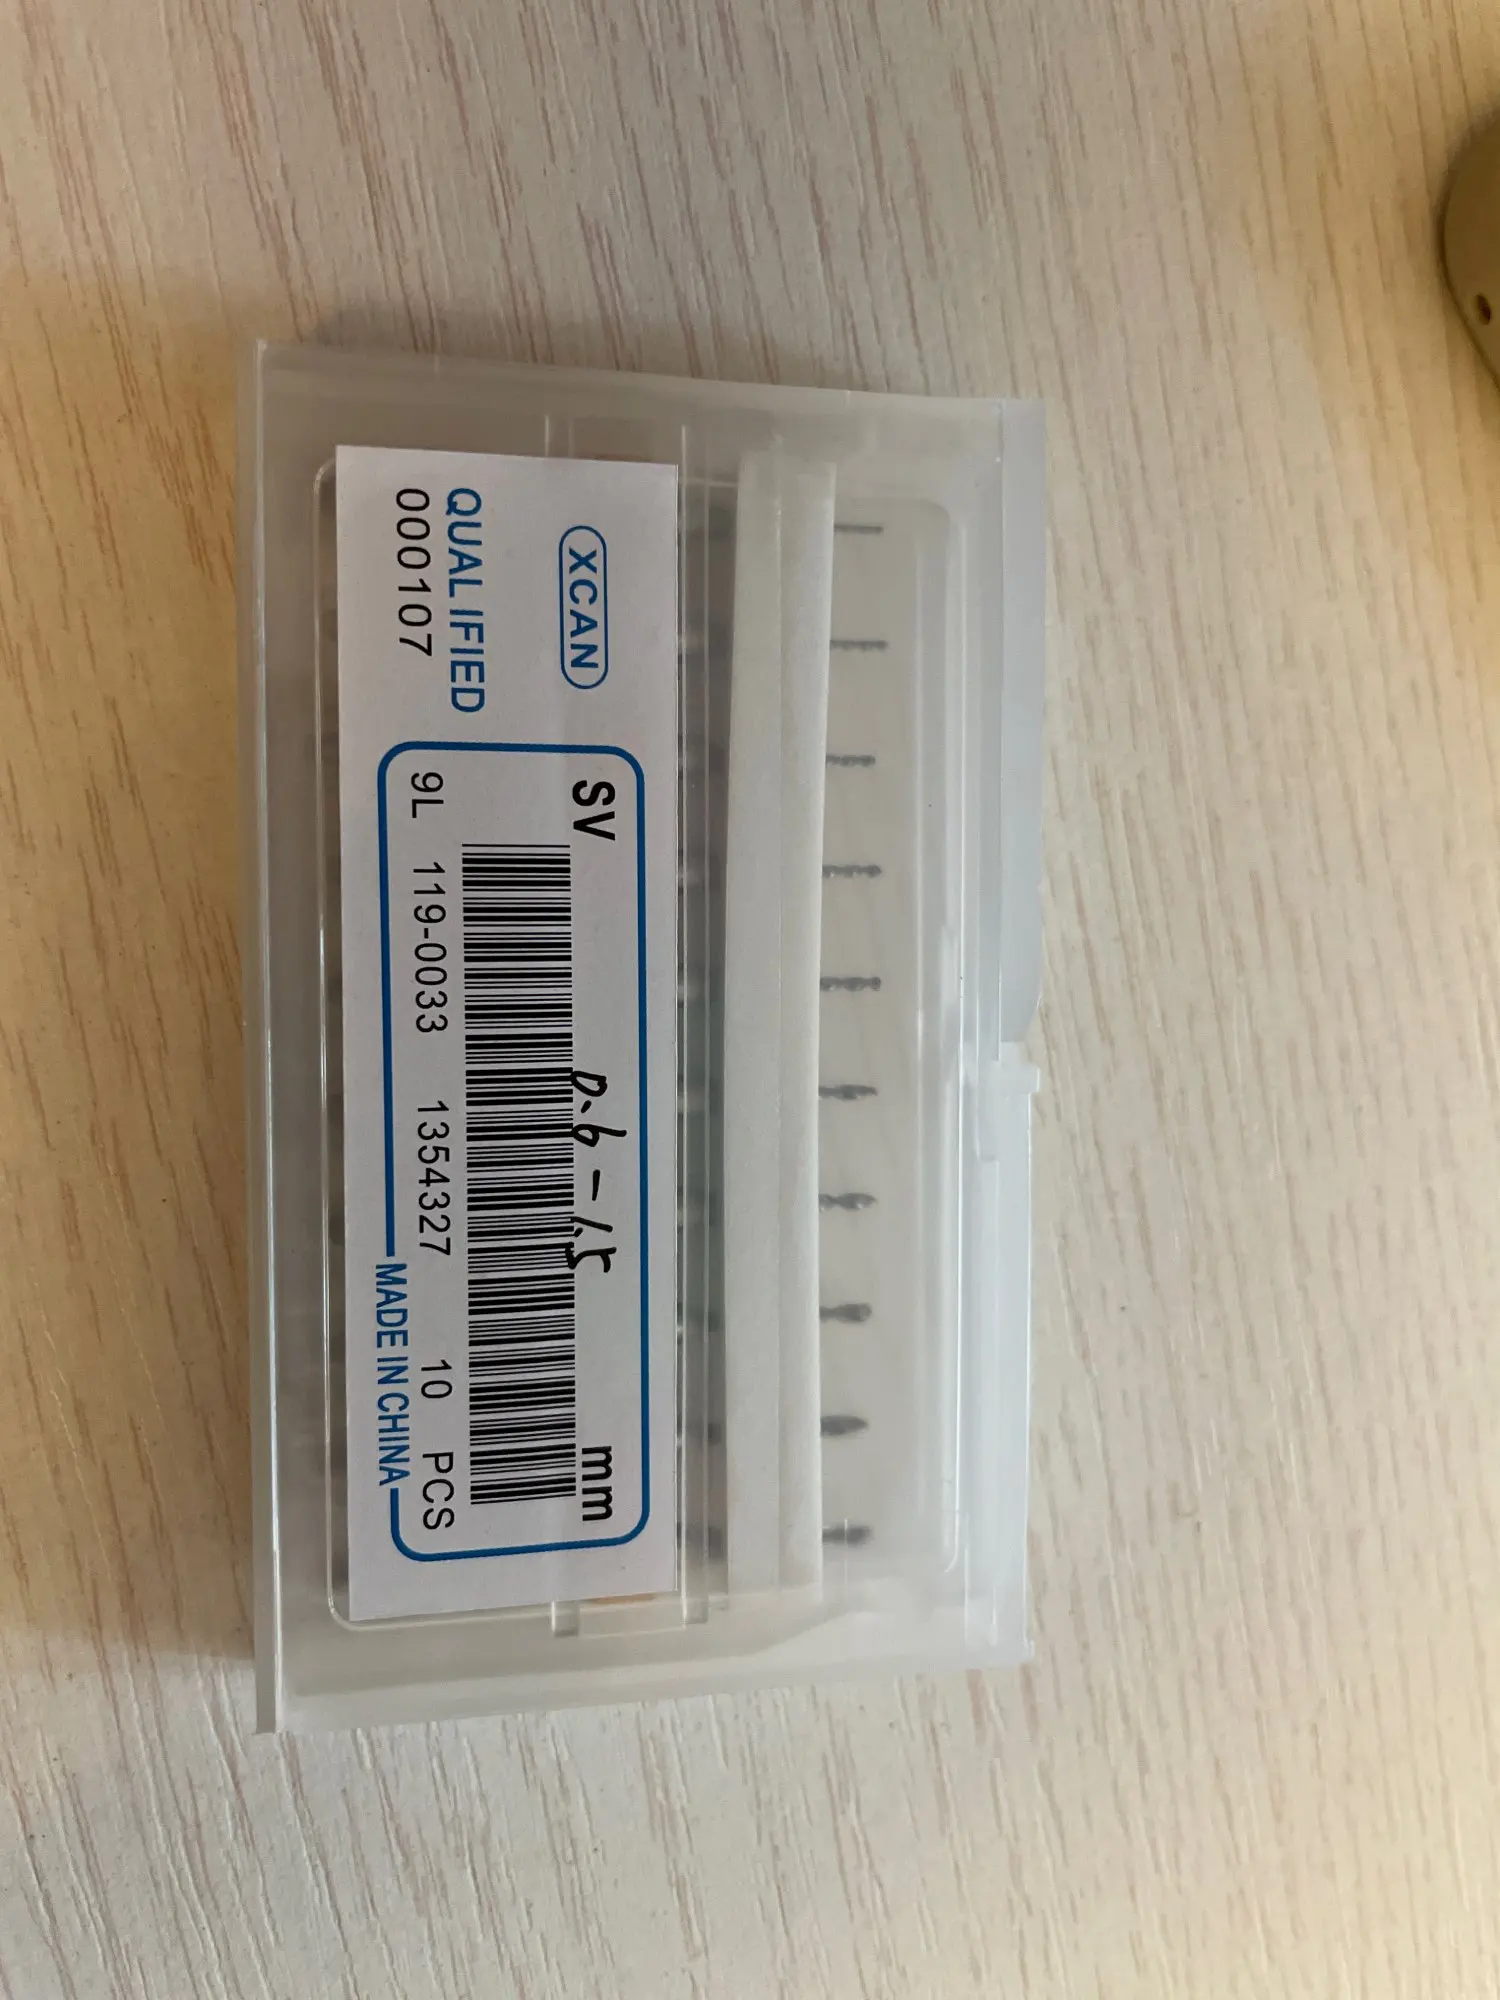 XCAN
QUALIFIED
000107
SV 0.6-1.5 mm
9L 119-0033 1354327 10 PCS
MADE IN CHINA